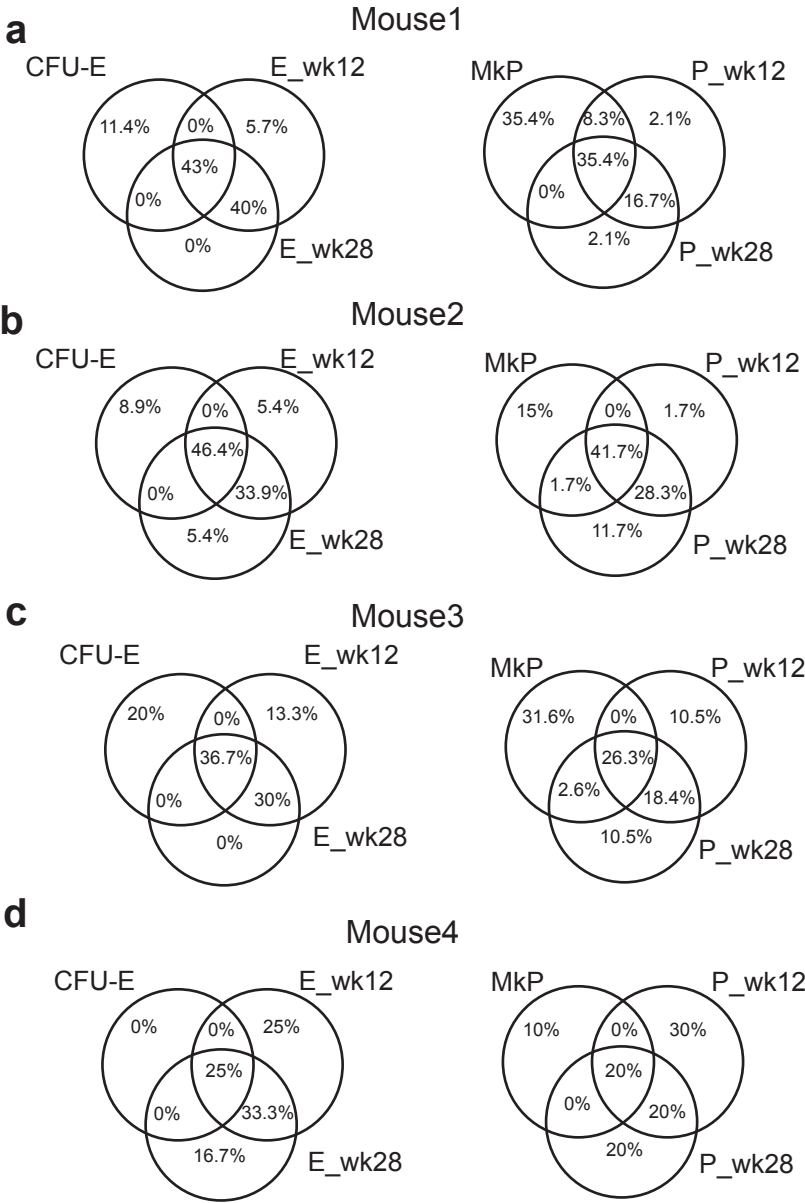 a
Mouse1
CFU-E
E_wk12
11.4%
0%
5.7%
43%
0%
40%
0%
E_wk28
MkP
P_wk12
35.4%
8.3%
2.1%
35.4%
0%
16.7%
2.1%
P_wk28
b
Mouse2
CFU-E
E_wk12
8.9%
0%
5.4%
46.4%
0%
33.9%
5.4%
E_wk28
MkP
P_wk12
15%
0%
1.7%
41.7%
1.7%
28.3%
11.7%
P_wk28
c
Mouse3
CFU-E
E_wk12
20%
0%
13.3%
36.7%
0%
30%
0%
E_wk28
MkP
P_wk12
31.6%
0%
10.5%
26.3%
2.6%
18.4%
10.5%
P_wk28
d
Mouse4
CFU-E
E_wk12
0%
0%
25%
25%
0%
33.3%
16.7%
E_wk28
MkP
P_wk12
10%
0%
30%
20%
0%
20%
20%
P_wk28